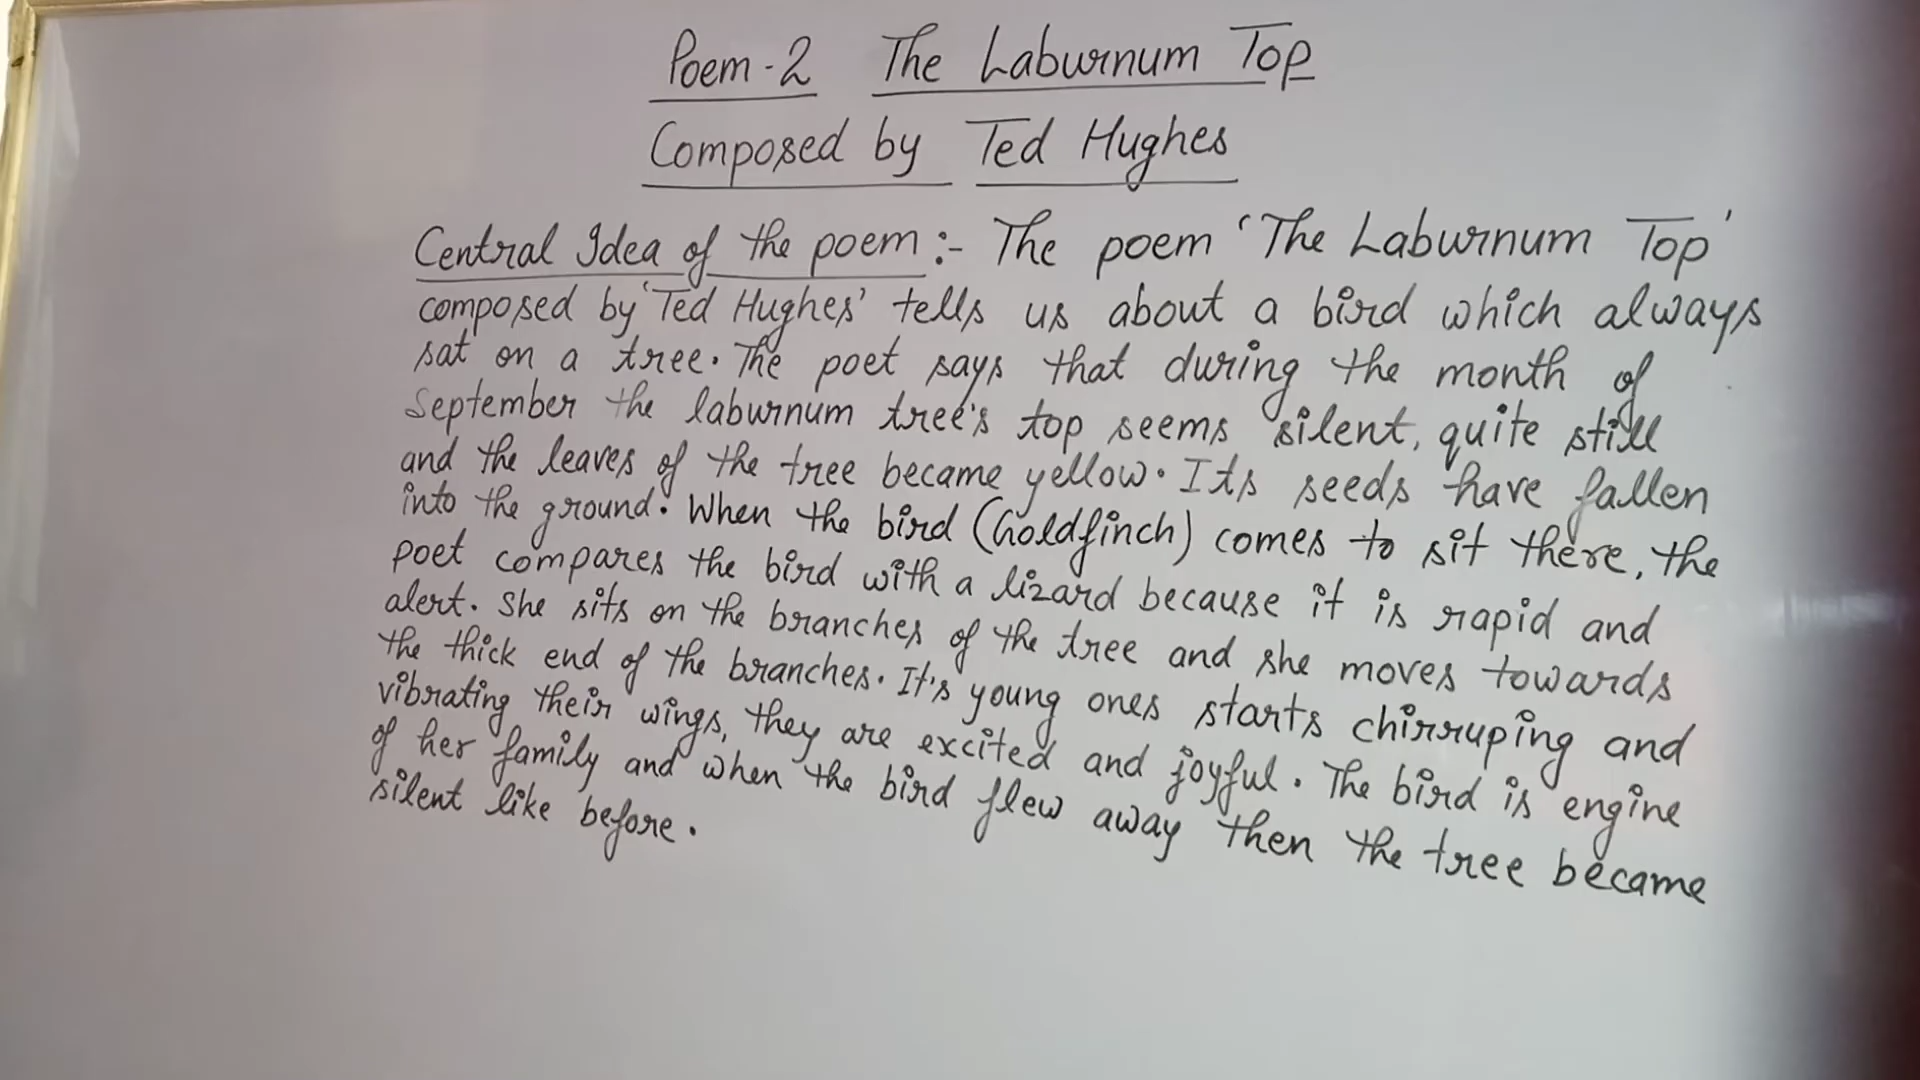 Poem-2 The Laburnum Top
Composed by Ted Hughes
Central Idea of the poem :- The poem 'The Laburnum Top'
composed by 'Ted Hughes' tells us about a bird which always
sat on a tree. The poet says that during the month of
September the laburnum tree's top seems silent, quite still
and the leaves of the tree became yellow. Its seeds have fallen
into the ground. When the bird (Goldfinch) comes to sit there, the
poet compares the bird with a lizard because it is rapid and
alert. She sits on the branches of the tree and she moves towards
the thick end of the branches. It's young ones starts chirruping and
vibrating their wings, they are excited and joyful. The bird is engine
of her family and when the bird flew away then the tree became
silent like before.